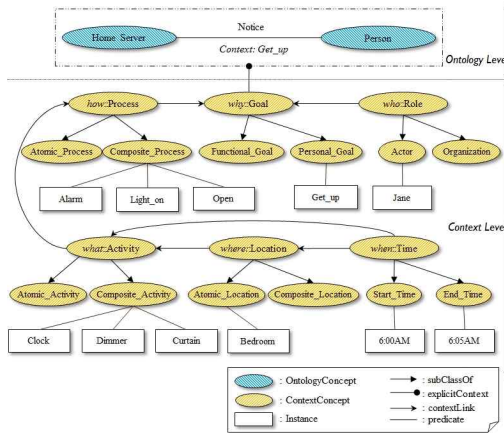 Notice
Home Server
Person
Context: Get_up
Ontology Leve
how::Process
why::Goal
who::Role
Atomic_Process
Composite_Process
Functional_Goal
Personal_Goal
Actor
Organization
Alarm
Light_on
Open
Get_up
Jane
Context Leve
what::Activity
where::Location
when::Time
Atomic_Activity
Composite_Activity
Atomic_Location
Composite_Location
Start_Time
End_Time
Clock
Dimmer
Curtain
Bedroom
6:00AM
6:05AM
: OntologyConcept
: subClassOf
: explicitContext
: ContextConcept
: contextLink
: Instance
: predicate